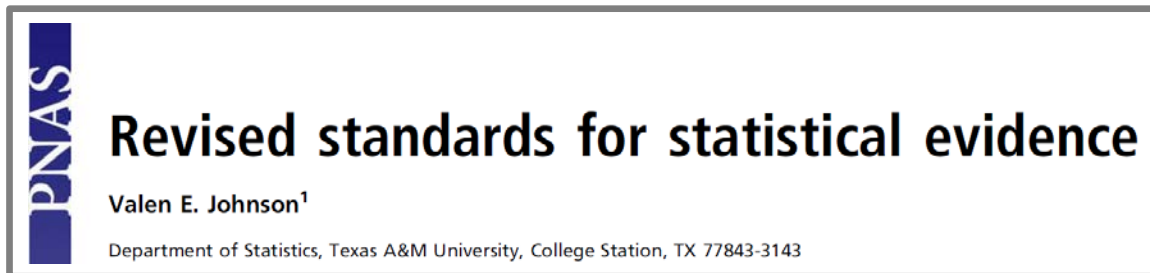 PNAS
Revised standards for statistical evidence
Valen E. Johnson¹
Department of Statistics, Texas A&M University, College Station, TX 77843-3143